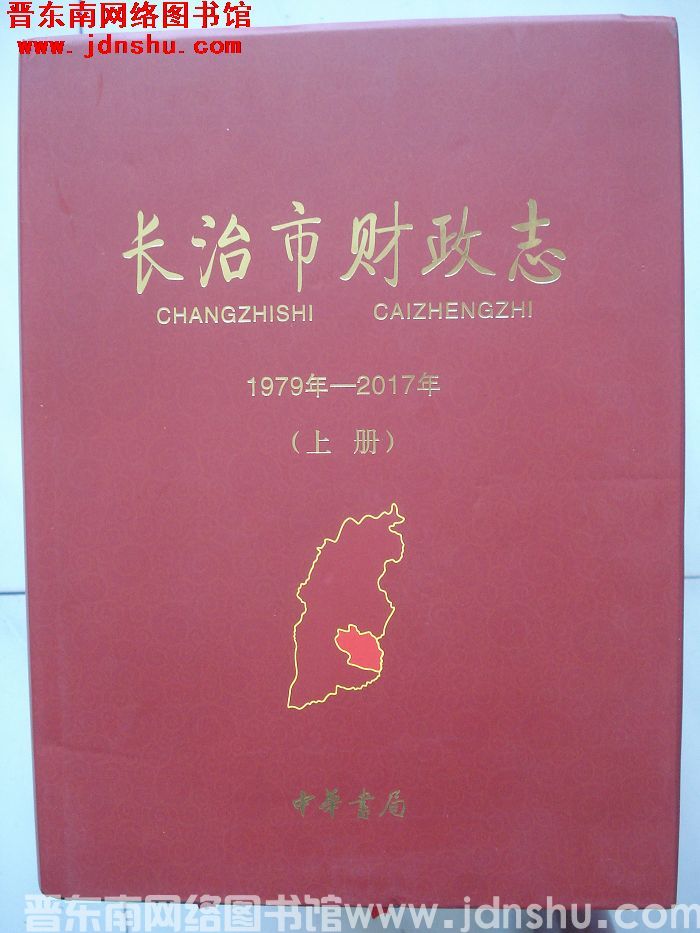 晋东南网络图书馆
www.jdnshu.com
长治市财政志
CHANGZHISHI CAIZHENGZHI
1979年—2017年
（上 册）
中华书局
晋东南网络图书馆www.jdnshu.com